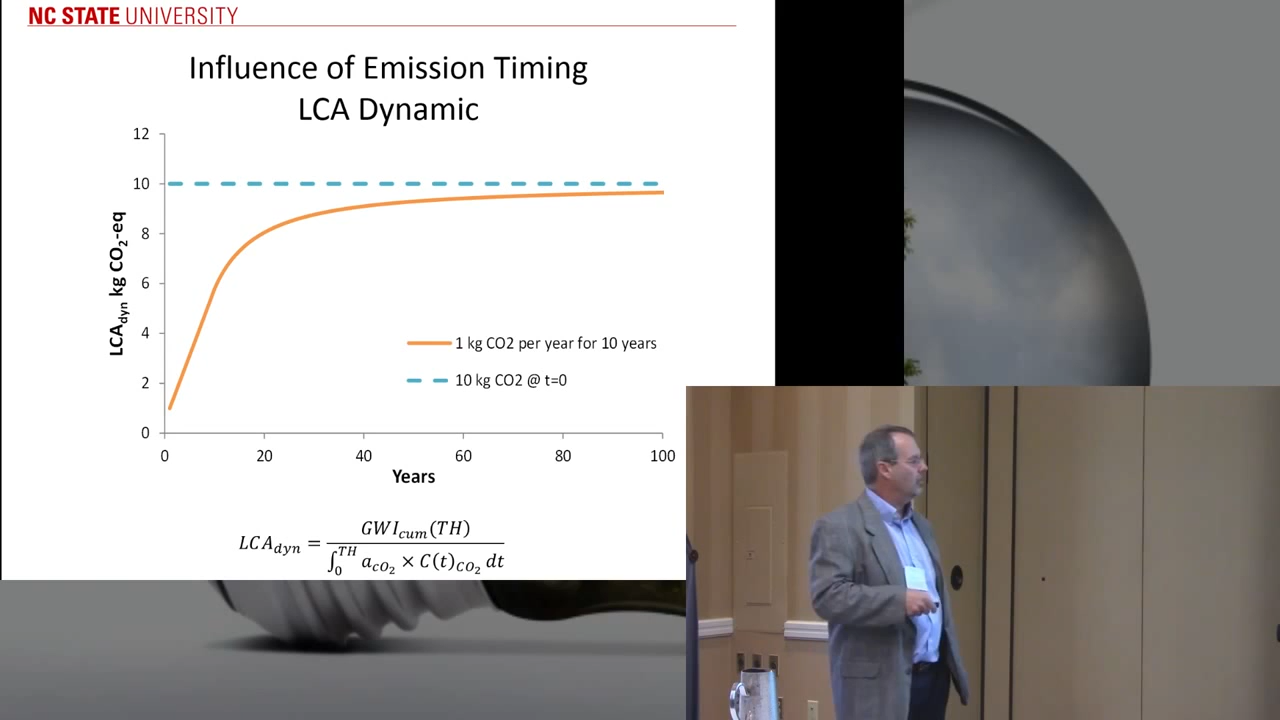 NC STATE UNIVERSITY
Influence of Emission Timing
LCA Dynamic
12
10
8
6
4
2
0
LCA_dyn kg CO₂-eq
1 kg CO2 per year for 10 years
10 kg CO2 @ t=0
0 20 40 60 80 100
Years
LCA_dyn = GWI_cum(TH) / ∫₀^TH a_CO₂ × C(t)_CO₂ dt